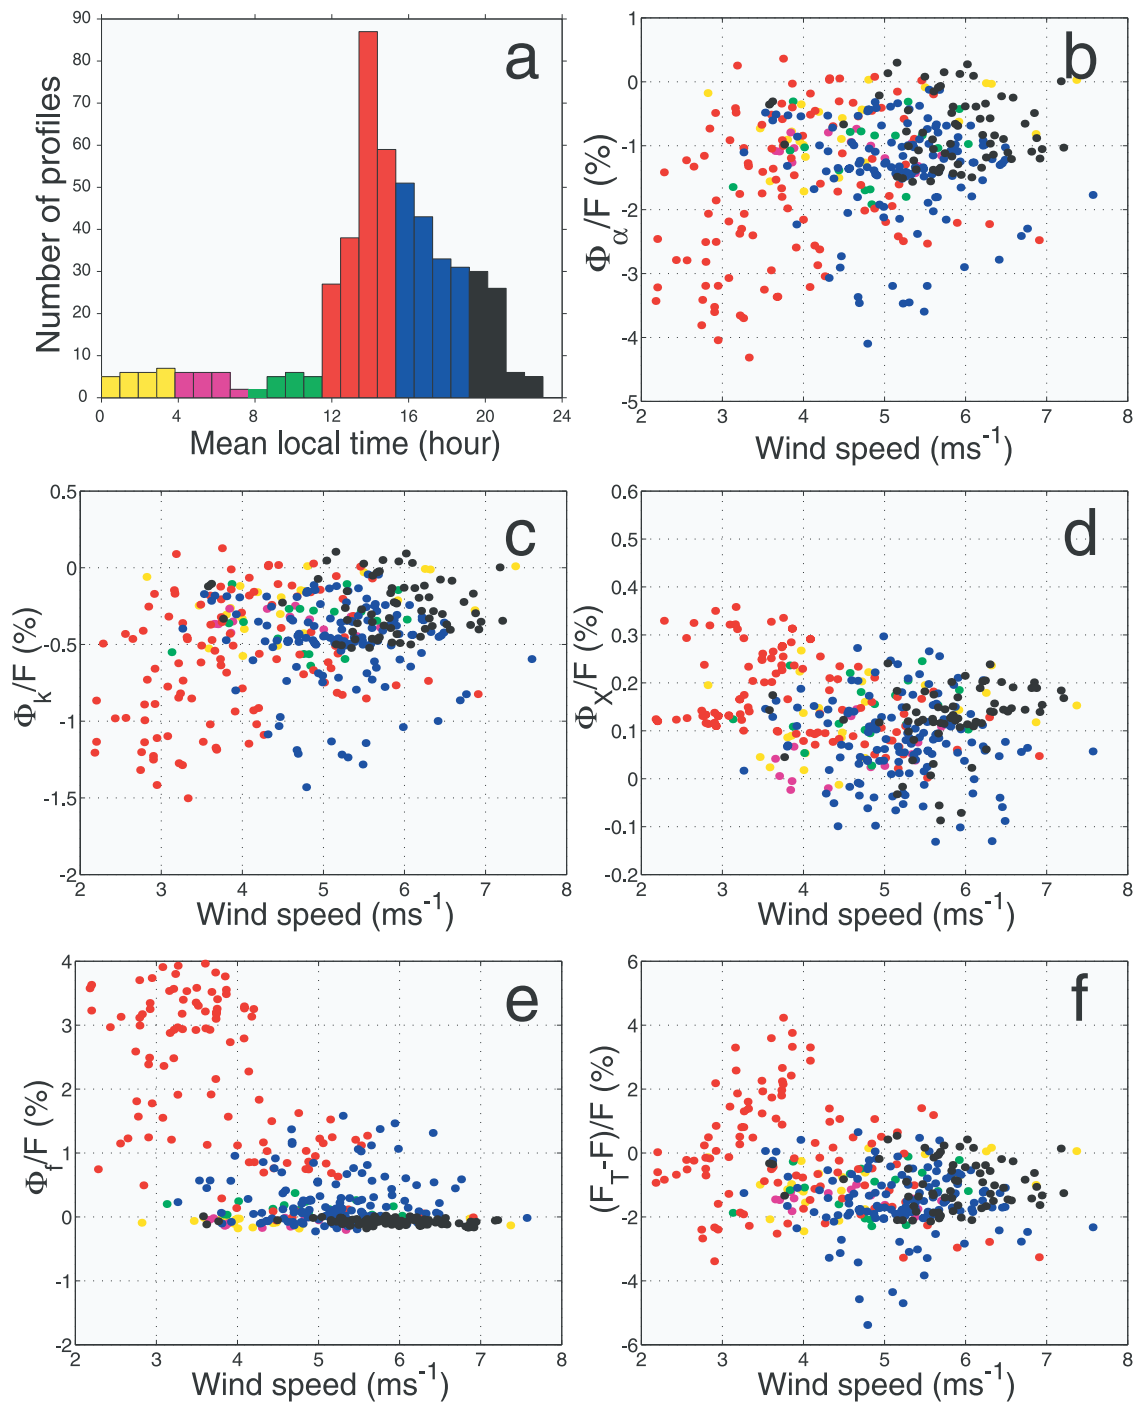 90
80
70
60
50
40
30
20
10
0
Number of profiles
a
0 4 8 12 16 20 24
Mean local time (hour)
1
0
-1
-2
-3
-4
-5
Φα/F (%)
b
2 3 4 5 6 7 8
Wind speed (ms-1)
0.5
0
-0.5
-1
-1.5
-2
Φk/F (%)
c
2 3 4 5 6 7 8
Wind speed (ms-1)
0.6
0.5
0.4
0.3
0.2
0.1
0
-0.1
-0.2
ΦX/F (%)
d
2 3 4 5 6 7 8
Wind speed (ms-1)
4
3
2
1
0
-1
-2
Φf/F (%)
e
2 3 4 5 6 7 8
Wind speed (ms-1)
6
4
2
0
-2
-4
-6
(FT-F)/F (%)
f
2 3 4 5 6 7 8
Wind speed (ms-1)